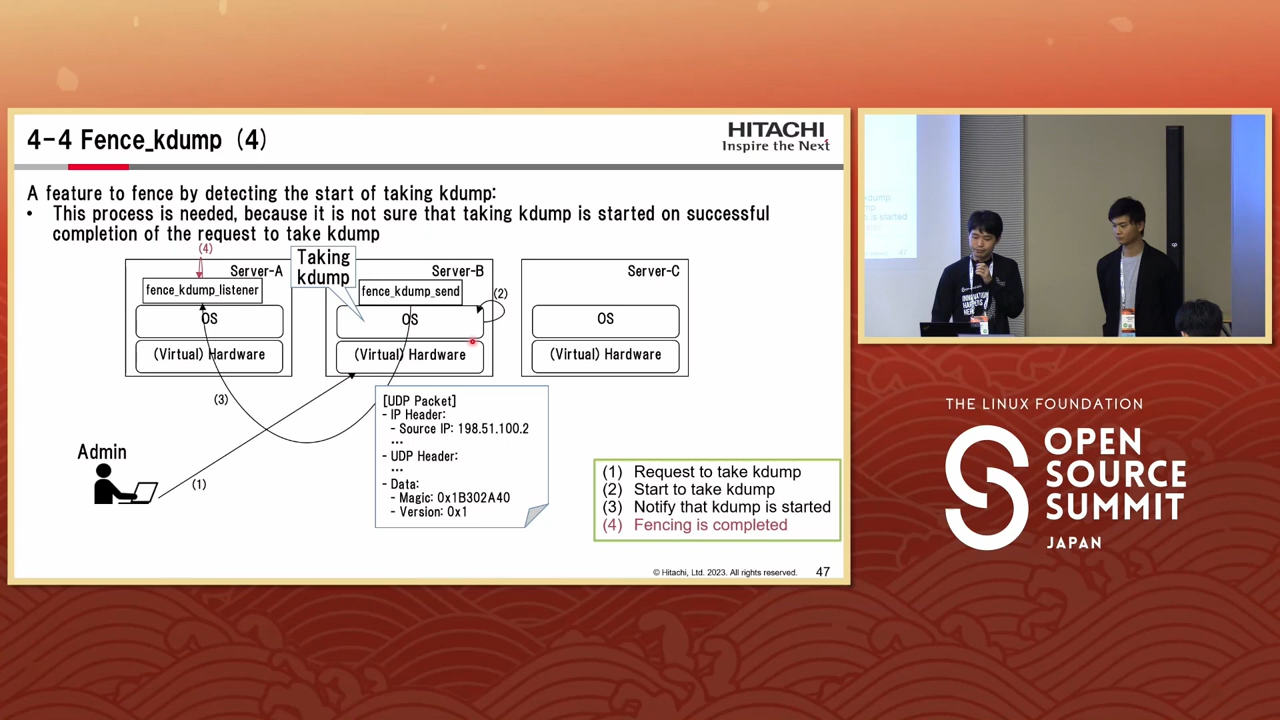 4-4 Fence_kdump (4)
HITACHI
Inspire the Next
A feature to fence by detecting the start of taking kdump:
• This process is needed, because it is not sure that taking kdump is started on successful
completion of the request to take kdump
(4)
Server-A
fence_kdump_listener
OS
(Virtual) Hardware
Taking
kdump
Server-B
fence_kdump_send
(2)
OS
(Virtual) Hardware
Server-C
OS
(Virtual) Hardware
(3)
Admin
(1)
[UDP Packet]
- IP Header:
- Source IP: 198.51.100.2
…
- UDP Header:
…
- Data:
- Magic: 0x1B302A40
- Version: 0x1
(1) Request to take kdump
(2) Start to take kdump
(3) Notify that kdump is started
(4) Fencing is completed
© Hitachi, Ltd. 2023. All rights reserved.
47
THE LINUX FOUNDATION
OPEN
SOURCE
SUMMIT
JAPAN